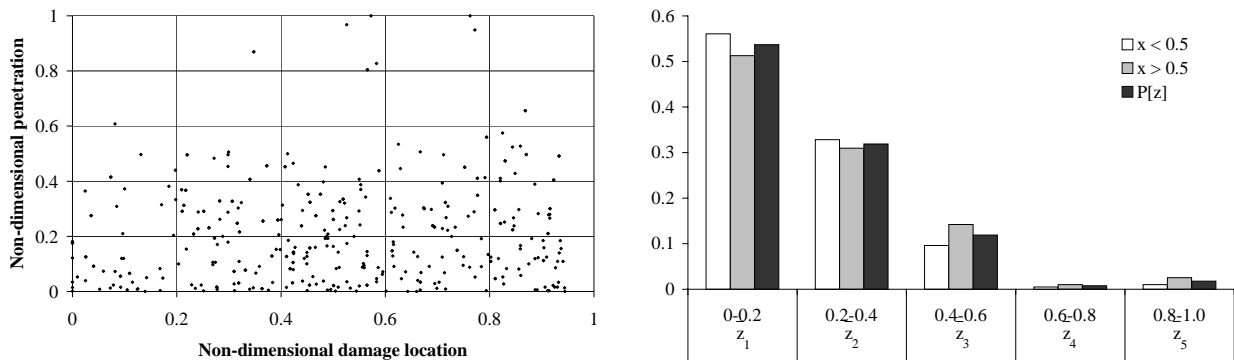 1
0.8
0.6
0.4
0.2
0
0 0.2 0.4 0.6 0.8 1
Non-dimensional penetration
Non-dimensional damage location
0.6
0.5
0.4
0.3
0.2
0.1
0
x < 0.5
x > 0.5
P[z]
0-0.2 0.2-0.4 0.4-0.6 0.6-0.8 0.8-1.0
z1 z2 z3 z4 z5